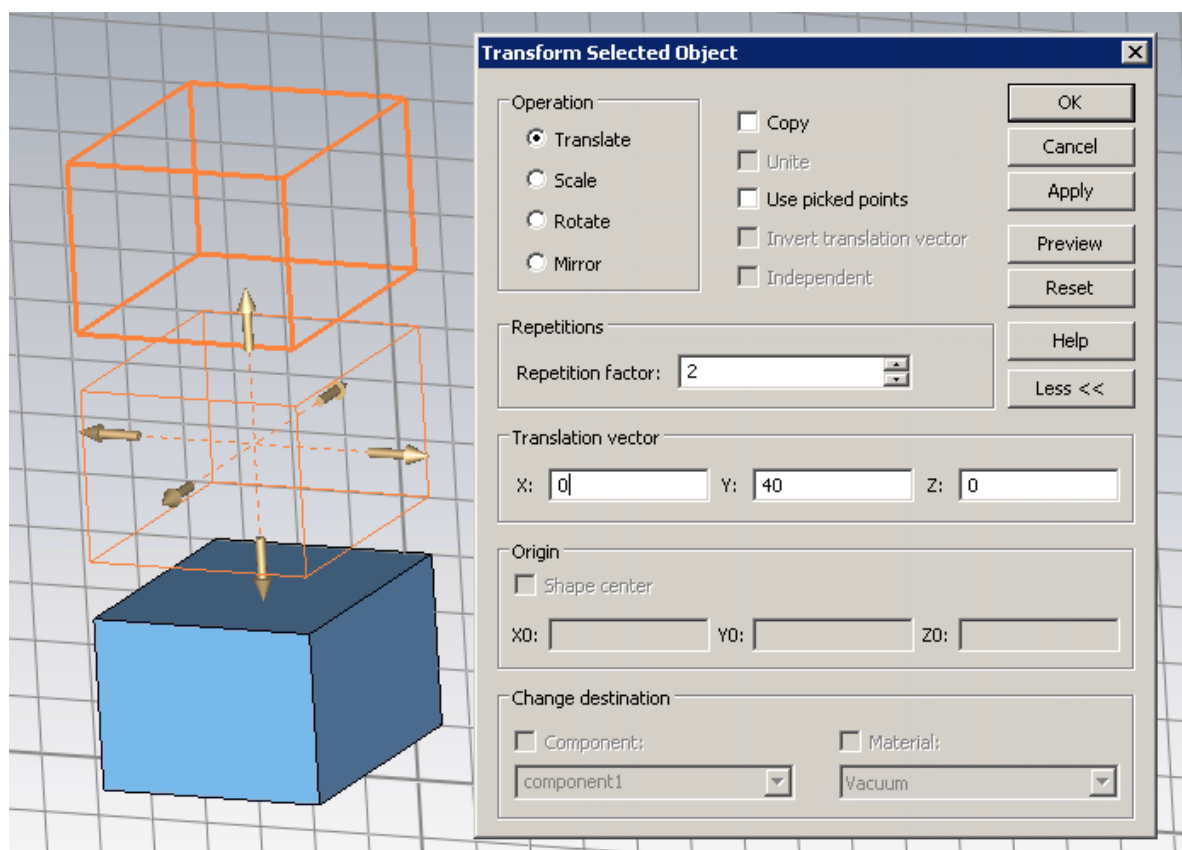 Transform Selected Object
Operation
Translate
Scale
Rotate
Mirror
Copy
Unite
Use picked points
Invert translation vector
Independent
OK
Cancel
Apply
Preview
Reset
Help
Less <<
Repetitions
Repetition factor: 2
Translation vector
X: 0 Y: 40 Z: 0
Origin
Shape center
X0: Y0: Z0:
Change destination
Component: Material:
component1 Vacuum